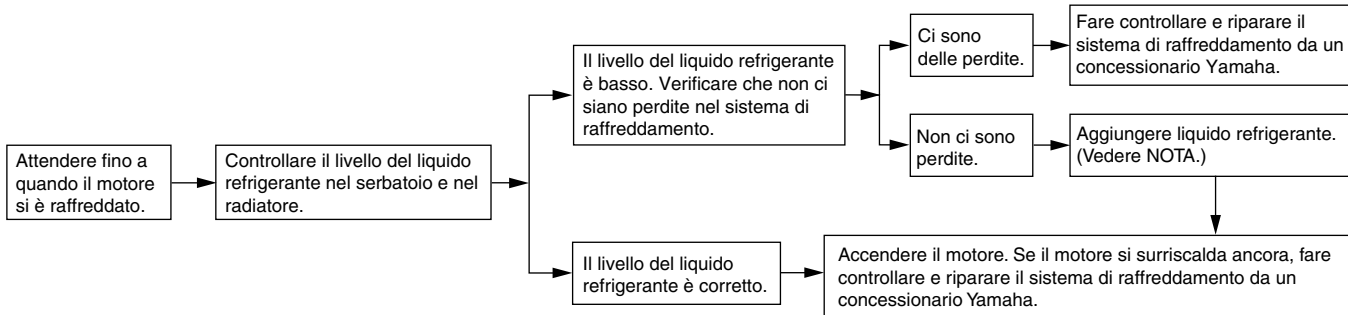 Attendere fino a
quando il motore
si è raffreddato.
Controllare il livello del liquido
refrigerante nel serbatoio e nel
radiatore.
Il livello del liquido refrigerante
è basso. Verificare che non ci
siano perdite nel sistema di
raffreddamento.
Ci sono
delle perdite.
Fare controllare e riparare il
sistema di raffreddamento da un
concessionario Yamaha.
Non ci sono
perdite.
Aggiungere liquido refrigerante.
(Vedere NOTA.)
Il livello del liquido
refrigerante è corretto.
Accendere il motore. Se il motore si surriscalda ancora, fare
controllare e riparare il sistema di raffreddamento da un
concessionario Yamaha.